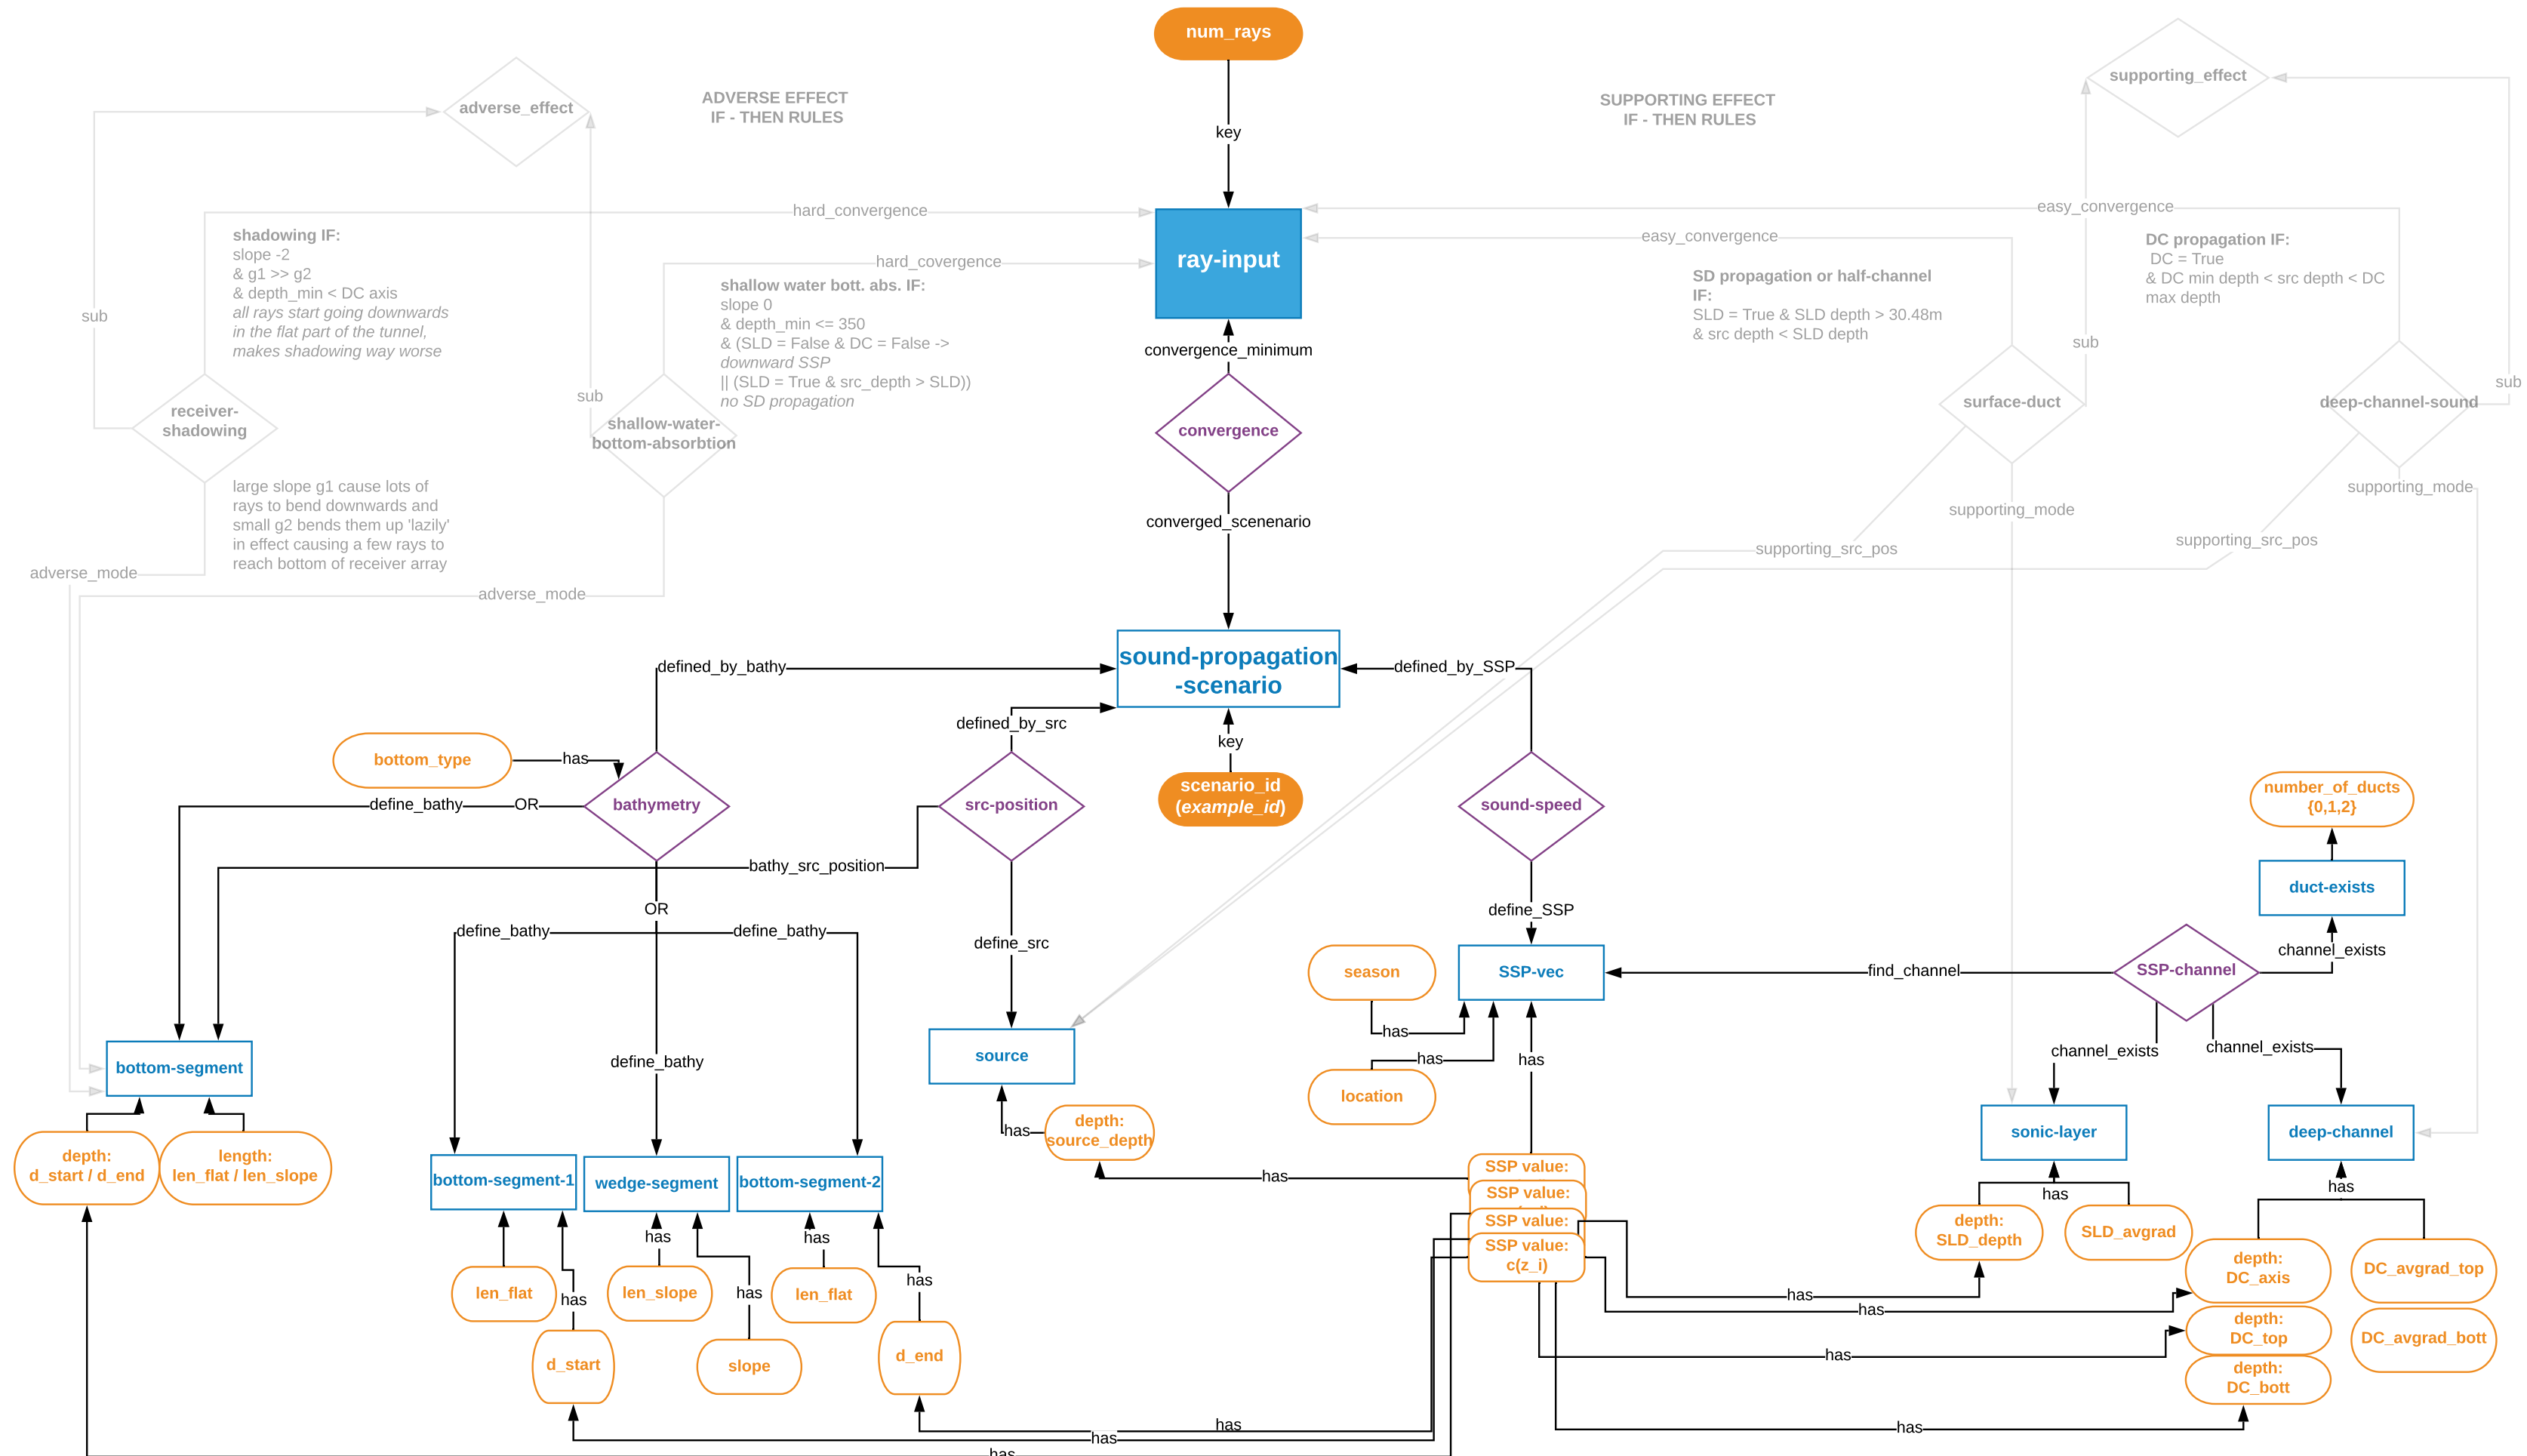 num_rays
adverse_effect
ADVERSE EFFECT
IF - THEN RULES
SUPPORTING EFFECT
IF - THEN RULES
supporting_effect
key
hard_convergence
easy_convergence
easy_convergence
ray-input
hard_covergence
shadowing IF:
slope -2
& g1 >> g2
& depth_min < DC axis
all rays start going downwards
in the flat part of the tunnel,
makes shadowing way worse
shallow water bott. abs. IF:
slope 0
& depth_min <= 350
& (SLD = False & DC = False ->
downward SSP
|| (SLD = True & src_depth > SLD))
no SD propagation
SD propagation or half-channel
IF:
SLD = True & SLD depth > 30.48m
& src depth < SLD depth
DC propagation IF:
DC = True
& DC min depth < src depth < DC
max depth
sub
sub
sub
sub
convergence_minimum
receiver-
shadowing
shallow-water-
bottom-absorbtion
convergence
surface-duct
deep-channel-sound
large slope g1 cause lots of
rays to bend downwards and
small g2 bends them up 'lazily'
in effect causing a few rays to
reach bottom of receiver array
converged_scenenario
supporting_mode
supporting_mode
supporting_src_pos
supporting_src_pos
adverse_mode
adverse_mode
sound-propagation
-scenario
defined_by_bathy
defined_by_SSP
defined_by_src
key
bottom_type
has
scenario_id
(example_id)
define_bathy
OR
bathymetry
src-position
sound-speed
number_of_ducts
{0,1,2}
bathy_src_position
duct-exists
OR
define_SSP
define_bathy
define_bathy
define_src
channel_exists
season
SSP-vec
find_channel
SSP-channel
has
has
has
channel_exists
channel_exists
define_bathy
source
bottom-segment
location
depth:
source_depth
has
sonic-layer
deep-channel
depth:
d_start / d_end
length:
len_flat / len_slope
bottom-segment-1
wedge-segment
bottom-segment-2
has
SSP value:
SSP value:
SSP value:
SSP value:
c(z_i)
has
has
depth:
SLD_depth
SLD_avgrad
has
has
len_flat
len_slope
len_flat
has
has
has
depth:
DC_axis
DC_avgrad_top
has
has
depth:
DC_top
DC_avgrad_bott
d_start
slope
d_end
has
depth:
DC_bott
has
has
has
has